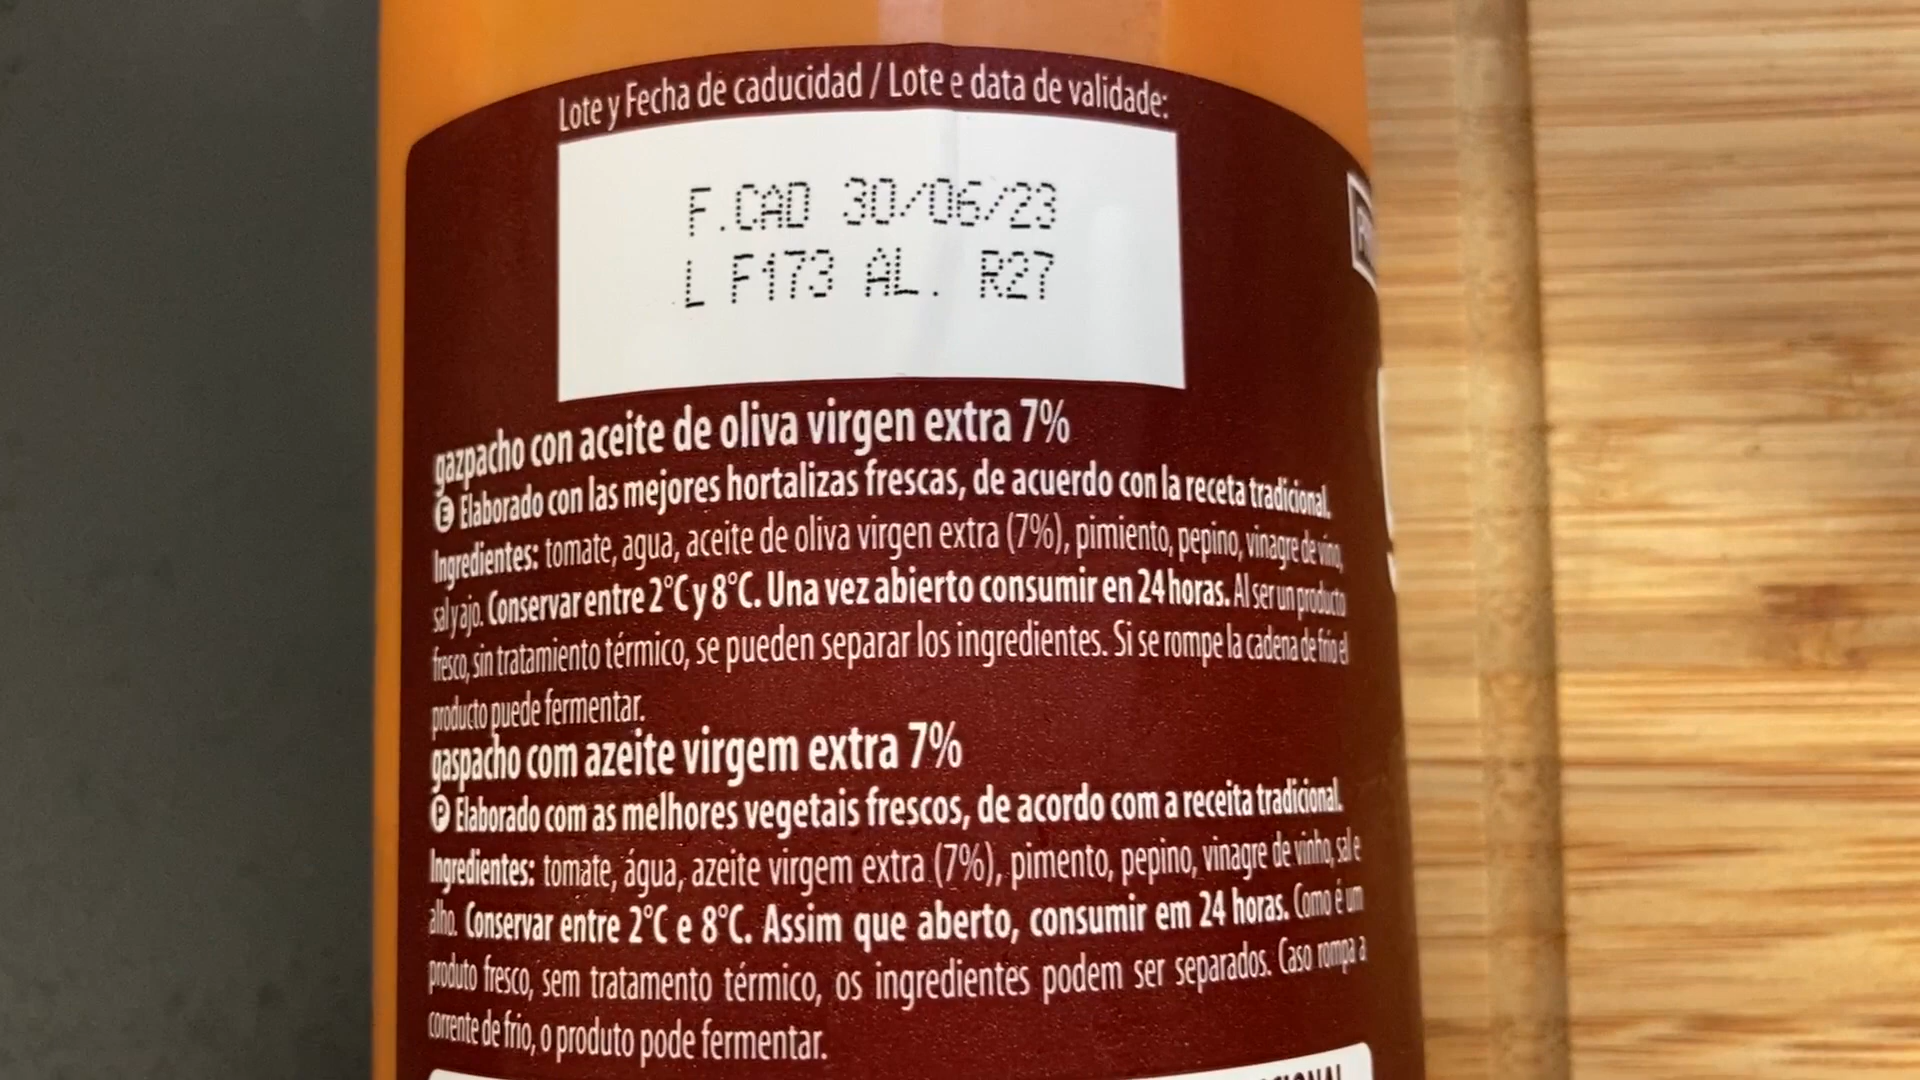 Lote y Fecha de caducidad / Lote e data de validade:
F.CAD 30/06/23
L F173 AL. R27
gazpacho con aceite de oliva virgen extra 7%
E Elaborado con las mejores hortalizas frescas, de acuerdo con la receta tradicional.
Ingredientes: tomate, agua, aceite de oliva virgen extra (7%), pimiento, pepino, vinagre de vino,
sal y ajo. Conservar entre 2°C y 8°C. Una vez abierto consumir en 24 horas. Al ser un producto
fresco, sin tratamiento térmico, se pueden separar los ingredientes. Si se rompe la cadena de frío el
producto puede fermentar.
gaspacho com azeite virgem extra 7%
P Elaborado com as melhores vegetais frescos, de acordo com a receita tradicional.
Ingredientes: tomate, água, azeite virgem extra (7%), pimento, pepino, vinagre de vinho, sal e
alho. Conservar entre 2°C e 8°C. Assim que aberto, consumir em 24 horas. Como é um
produto fresco, sem tratamento térmico, os ingredientes podem ser separados. Caso rompa a
corrente de frio, o produto pode fermentar.